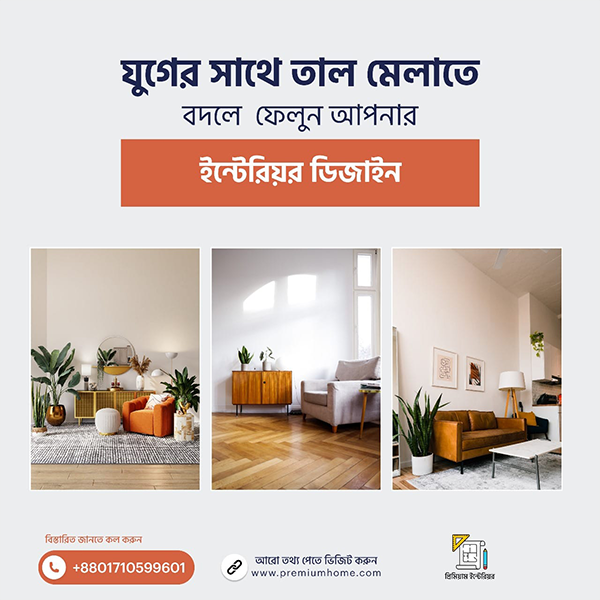 যুগের সাথে তাল মেলাতে
বদলে ফেলুন আপনার
ইন্টেরিয়র ডিজাইন
বিস্তারিত জানতে কল করুন
+8801710599601
আরো তথ্য পেতে ভিজিট করুন
www.premiumhome.com
প্রিমিয়াম ইন্টেরিয়র